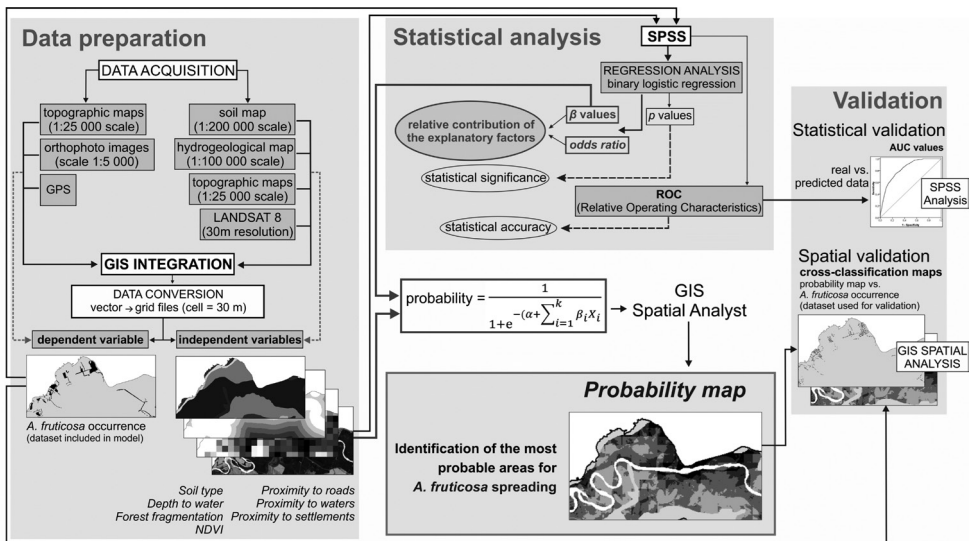 Data preparation
DATA ACQUISITION
topographic maps
(1:25 000 scale)
orthophoto images
(scale 1:5 000)
GPS
soil map
(1:200 000 scale)
hydrogeological map
(1:100 000 scale)
topographic maps
(1:25 000 scale)
LANDSAT 8
(30m resolution)
GIS INTEGRATION
DATA CONVERSION
vector → grid files (cell = 30 m)
dependent variable
independent variables
A. fruticosa occurrence
(dataset included in model)
Soil type
Depth to water
Forest fragmentation
NDVI
Proximity to roads
Proximity to waters
Proximity to settlements
Statistical analysis
SPSS
REGRESSION ANALYSIS
binary logistic regression
relative contribution
of the explanatory
factors
β values
odds ratio
p values
statistical significance
ROC
(Relative Operating Characteristics)
statistical accuracy
probability = 1 / 1+e^-(α+∑_{i=1}^{k} β_i X_i
GIS
Spatial Analyst
Probability map
Identification of the most
probable areas for
A. fruticosa spreading
Validation
Statistical validation
AUC values
real vs.
predicted data
SPSS
Analysis
Spatial validation
cross-classification maps
probability map vs.
A. fruticosa occurrence
(dataset used for validation)
GIS SPATIAL
ANALYSIS